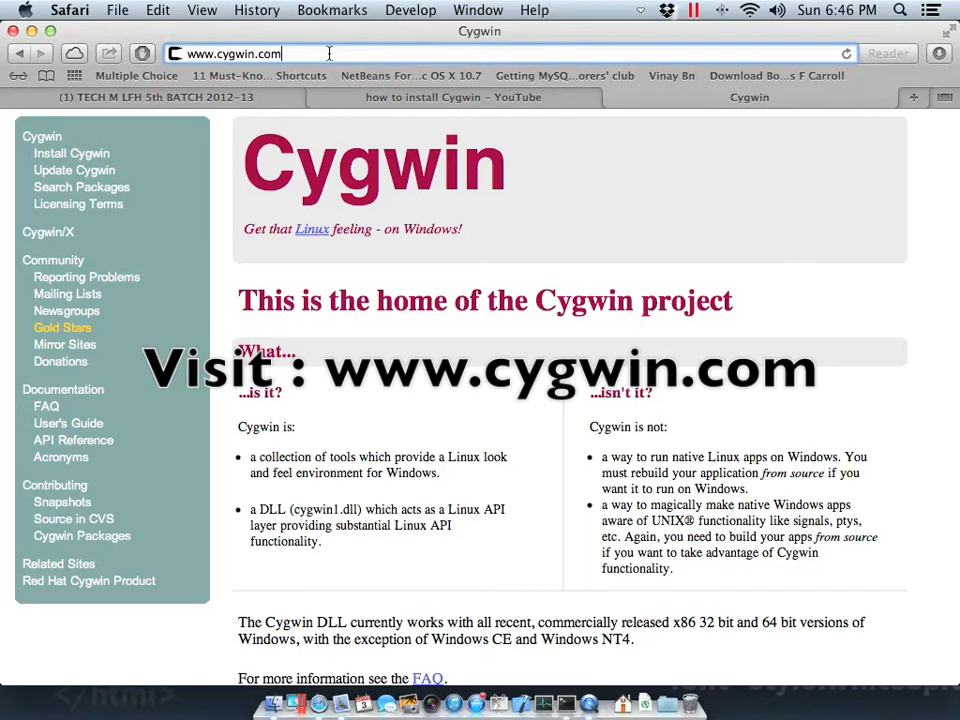 Safari File Edit View History Bookmarks Develop Window Help Sun 6:46 PM
Cygwin
www.cygwin.com
Reader
Multiple Choice 11 Must-Kno... Shortcuts NetBeans For...c OS X 10.7 Getting MySQ...orers' club Vinay Bn Download Bo...s F Carroll
(1) TECH M LFH 5th BATCH 2012-13 how to install Cygwin - YouTube Cygwin
Cygwin
Install Cygwin
Update Cygwin
Search Packages
Licensing Terms
Cygwin/X
Community
Reporting Problems
Mailing Lists
Newsgroups
Gold Stars
Mirror Sites
Donations
Documentation
FAQ
User's Guide
API Reference
Acronyms
Contributing
Snapshots
Source in CVS
Cygwin Packages
Related Sites
Red Hat Cygwin Product
Cygwin
Get that Linux feeling - on Windows!
This is the home of the Cygwin project
What...
Visit : www.cygwin.com
...is it?
Cygwin is:
a collection of tools which provide a Linux look
and feel environment for Windows.
a DLL (cygwin1.dll) which acts as a Linux API
layer providing substantial Linux API
functionality.
...isn't it?
Cygwin is not:
a way to run native Linux apps on Windows. You
must rebuild your application from source if you
want it to run on Windows.
a way to magically make native Windows apps
aware of UNIX® functionality like signals, ptys,
etc. Again, you need to build your apps from source
if you want to take advantage of Cygwin
functionality.
The Cygwin DLL currently works with all recent, commercially released x86 32 bit and 64 bit versions of
Windows, with the exception of Windows CE and Windows NT4.
For more information see the FAQ.
</html>